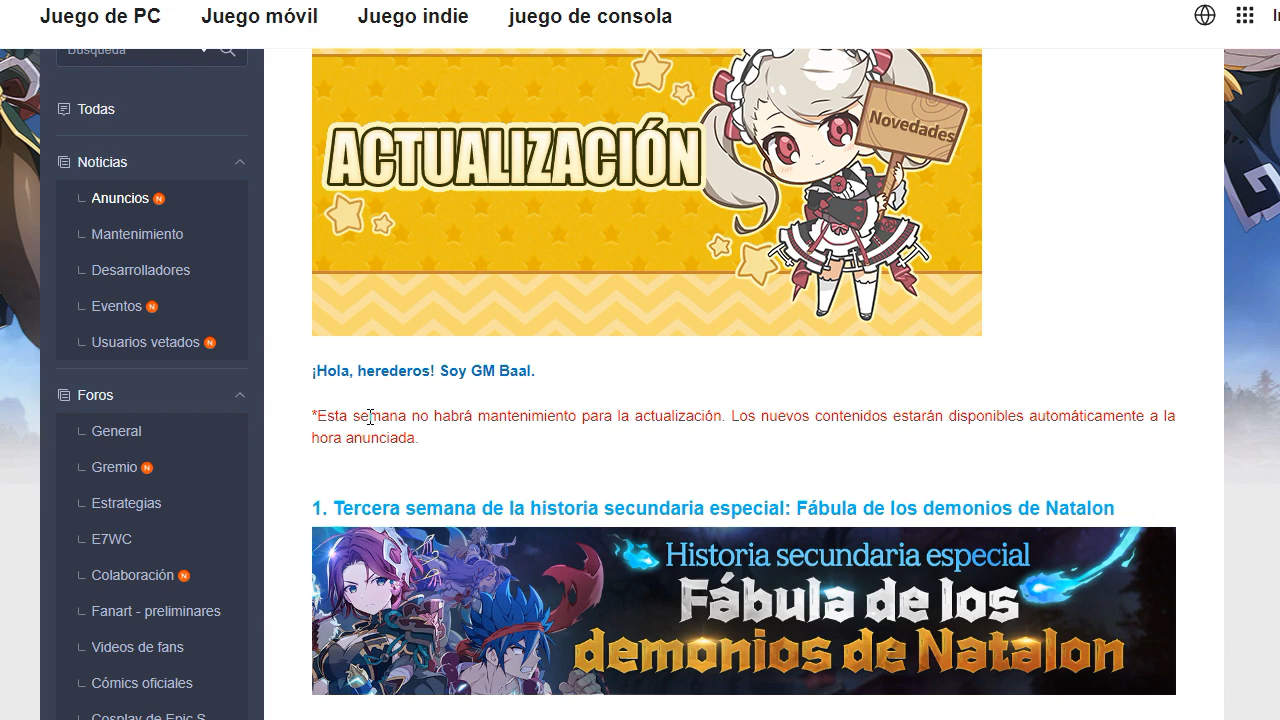 Juego de PC Juego móvil Juego indie juego de consola
Búsqueda
Todas
Noticias
Anuncios N
Mantenimiento
Desarrolladores
Eventos N
Usuarios vetados N
Foros
General
Gremio N
Estrategias
E7WC
Colaboración N
Fanart - preliminares
Videos de fans
Cómics oficiales
Cosplay de Epic S
ACTUALIZACIÓN
Novedades
¡Hola, herederos! Soy GM Baal.
*Esta semana no habrá mantenimiento para la actualización. Los nuevos contenidos estarán disponibles automáticamente a la
hora anunciada.
1. Tercera semana de la historia secundaria especial: Fábula de los demonios de Natalon
Historia secundaria especial
Fábula de los
demonios de Natalon